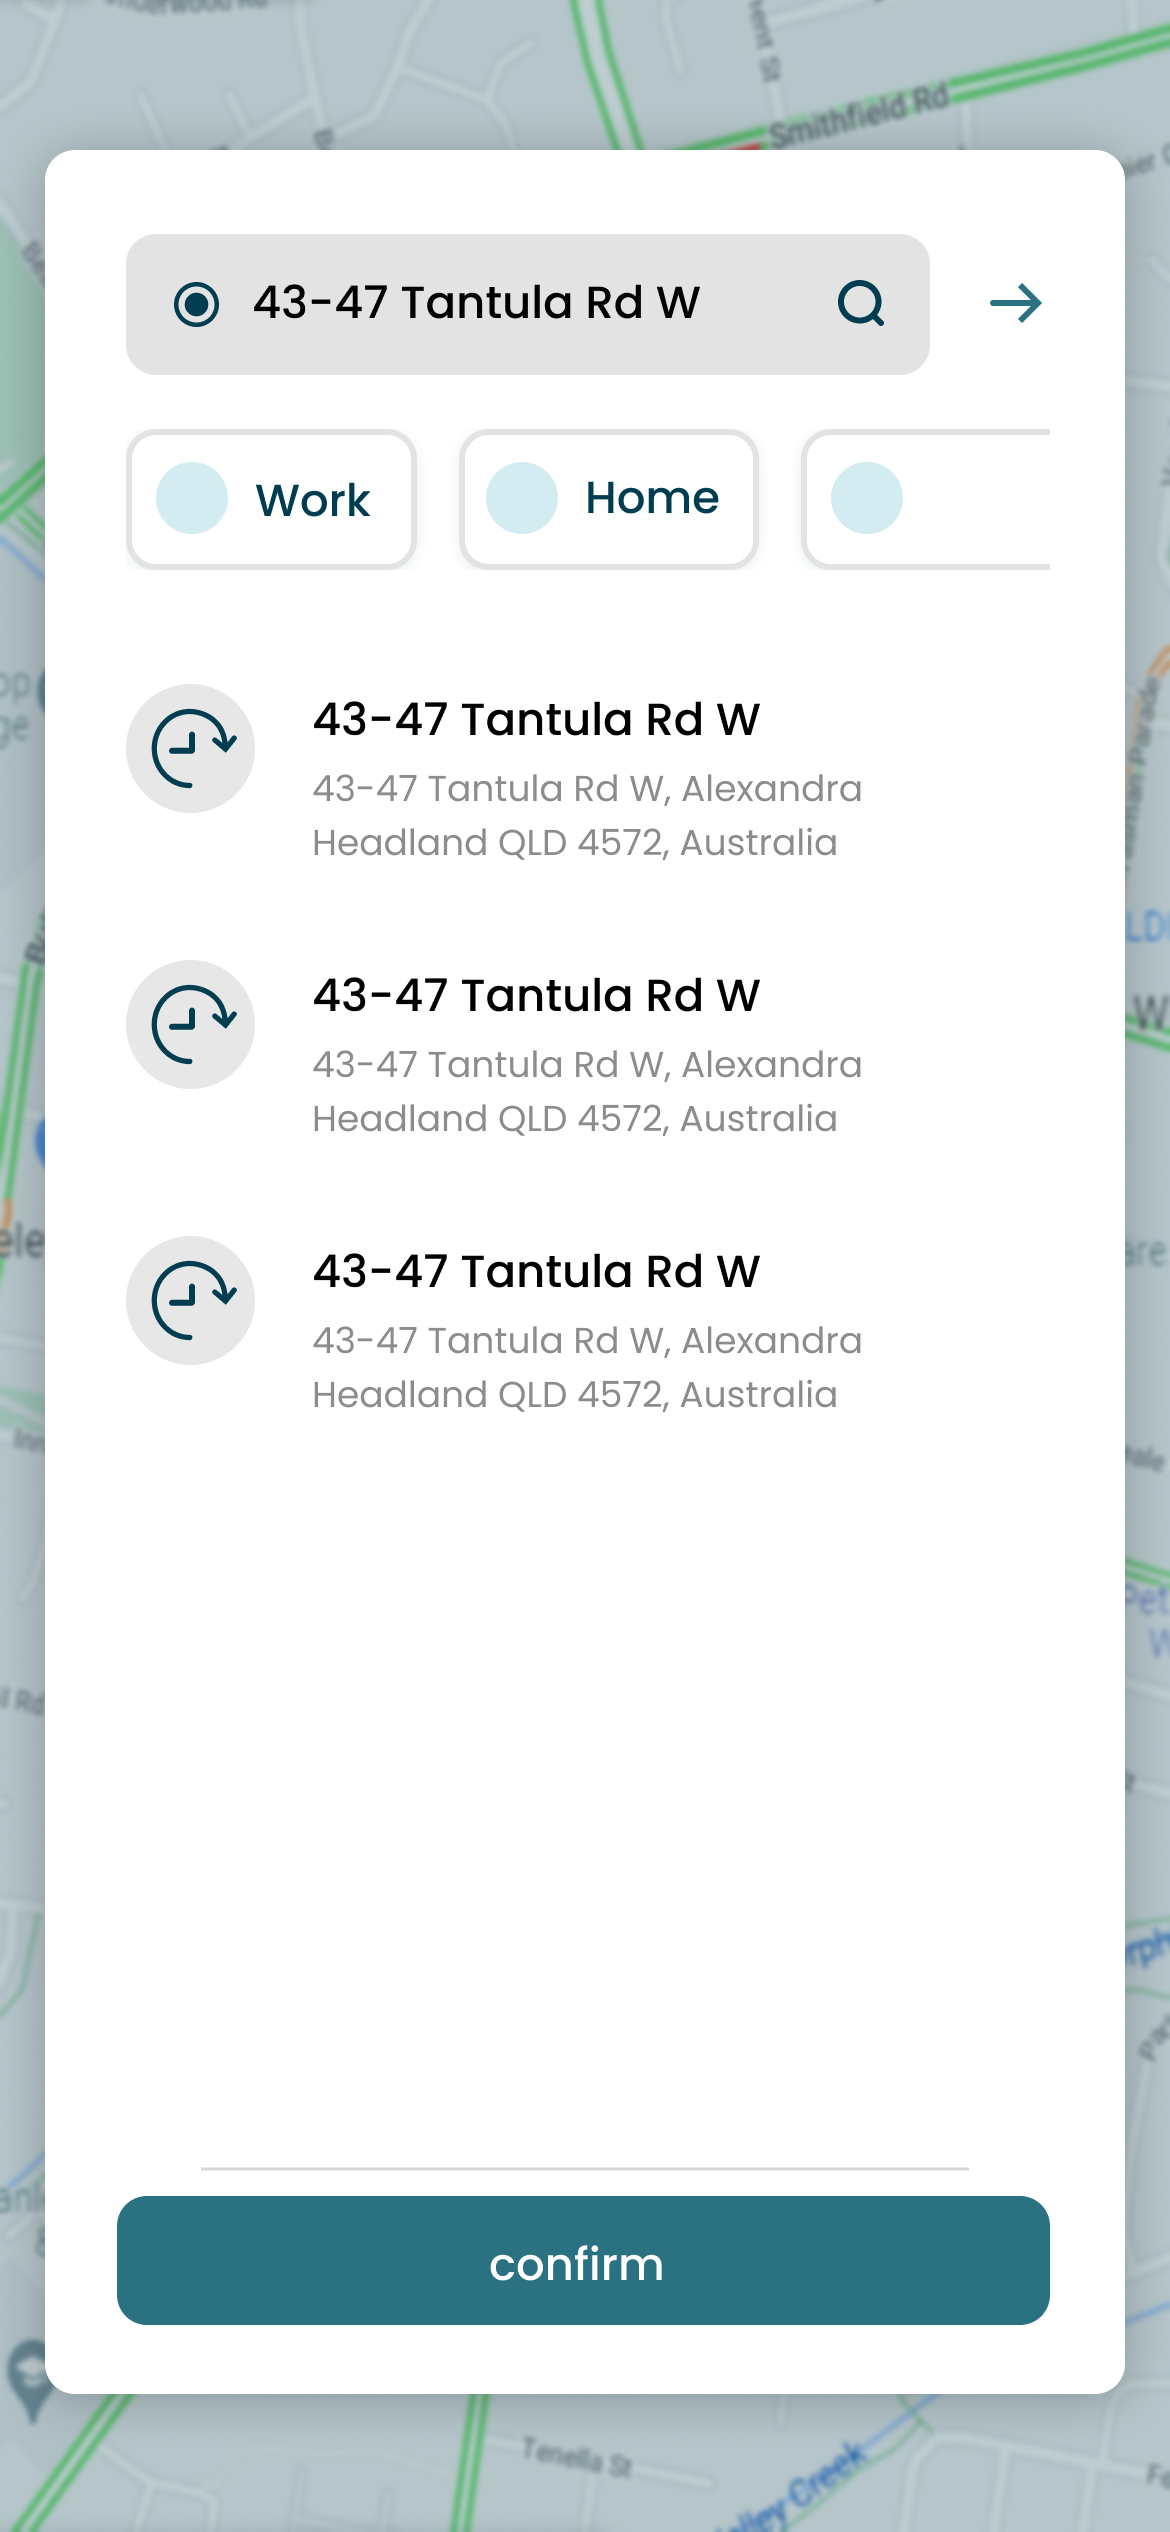 Smithfield Rd
43-47 Tantula Rd W
Work
Home
43-47 Tantula Rd W
43-47 Tantula Rd W, Alexandra
Headland QLD 4572, Australia
43-47 Tantula Rd W
43-47 Tantula Rd W, Alexandra
Headland QLD 4572, Australia
43-47 Tantula Rd W
43-47 Tantula Rd W, Alexandra
Headland QLD 4572, Australia
confirm
Tenella St
Creek